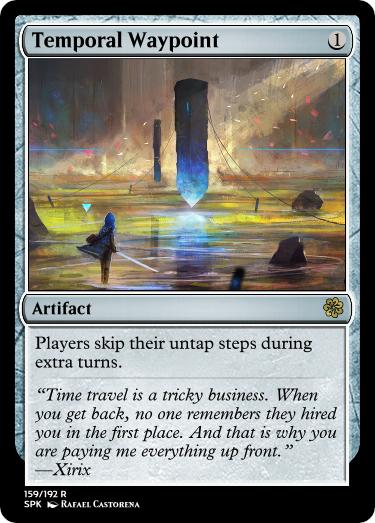 Temporal Waypoint 1
Artifact
Players skip their untap steps during
extra turns.
“Time travel is a tricky business. When
you get back, no one remembers they hired
you in the first place. And that is why you
are paying me everything up front.”
—Xirix
159/192 R
SPK Rafael Castorena